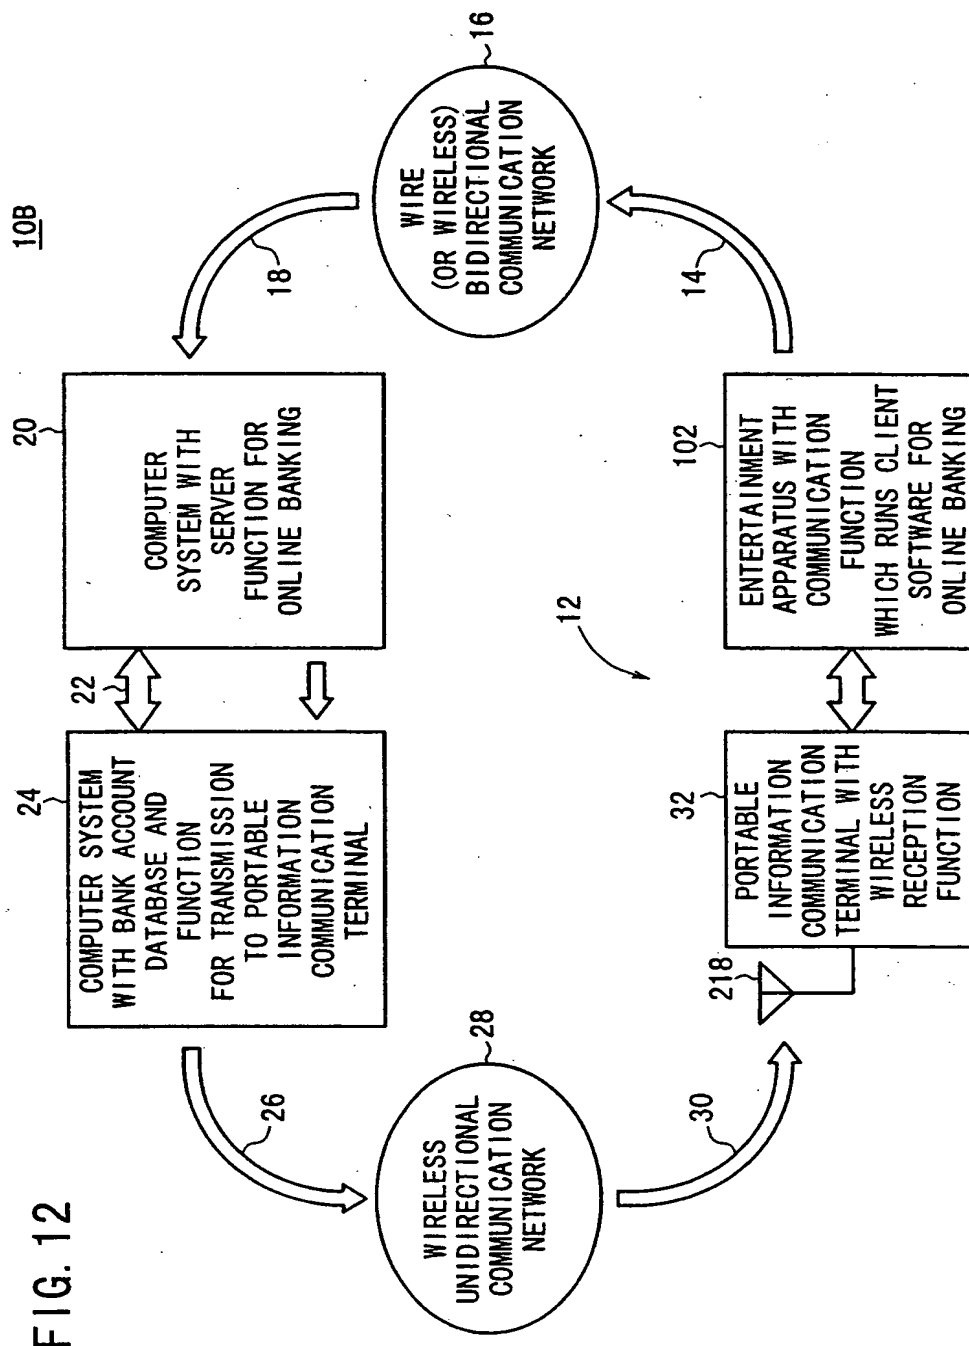 FIG. 12
10B
24
COMPUTER SYSTEM
WITH BANK ACCOUNT
DATABASE AND
FUNCTION
FOR TRANSMISSION
TO PORTABLE
INFORMATION
COMMUNICATION
TERMINAL
22
20
COMPUTER
SYSTEM WITH
SERVER
FUNCTION FOR
ONLINE BANKING
18
26
28
WIRELESS
UNIDIRECTIONAL
COMMUNICATION
NETWORK
16
WIRE
(OR WIRELESS)
BIDIRECTIONAL
COMMUNICATION
NETWORK
12
30
218
32
PORTABLE
INFORMATION
COMMUNICATION
TERMINAL WITH
WIRELESS
RECEPTION
FUNCTION
102
ENTERTAINMENT
APPARATUS WITH
COMMUNICATION
FUNCTION
WHICH RUNS CLIENT
SOFTWARE FOR
ONLINE BANKING
14